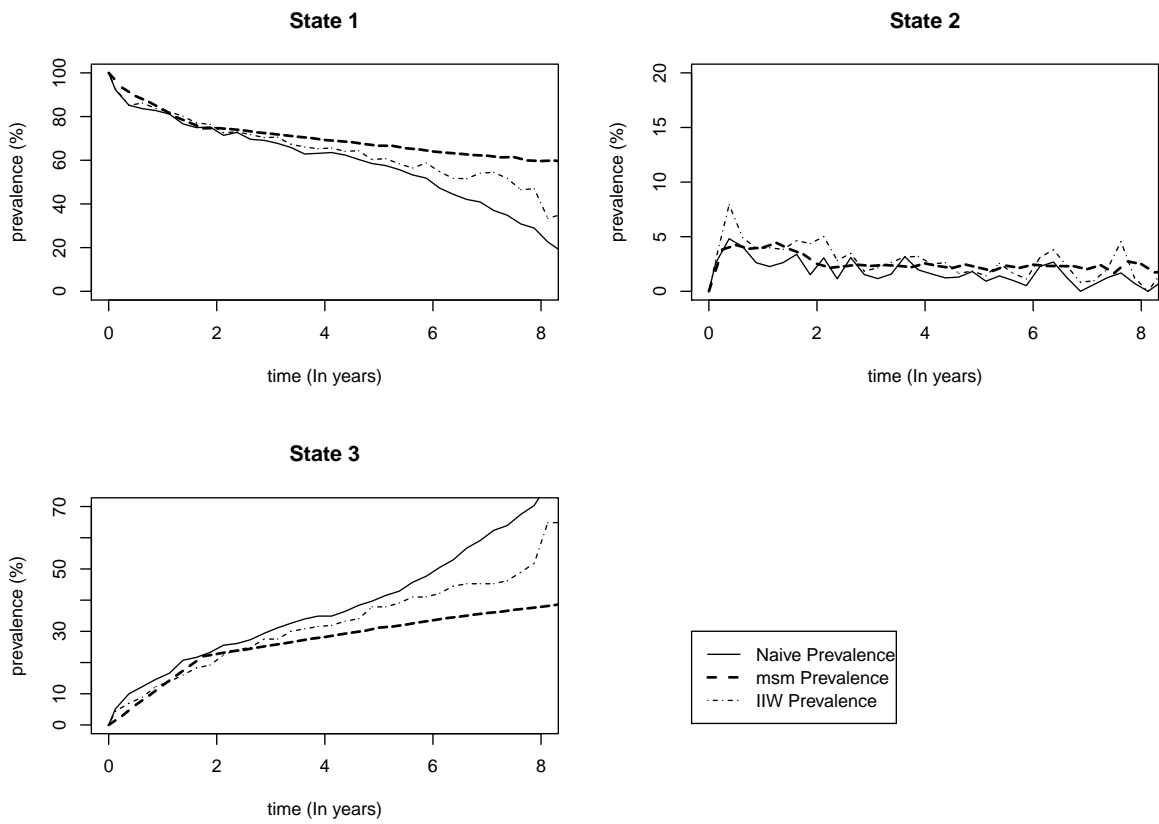 State 1
prevalence (%)
100
80
60
40
20
0
0 2 4 6 8
time (In years)
State 2
prevalence (%)
20
15
10
5
0
0 2 4 6 8
time (In years)
State 3
prevalence (%)
70
50
30
10
0
0 2 4 6 8
time (In years)
Naive Prevalence
msm Prevalence
IIW Prevalence